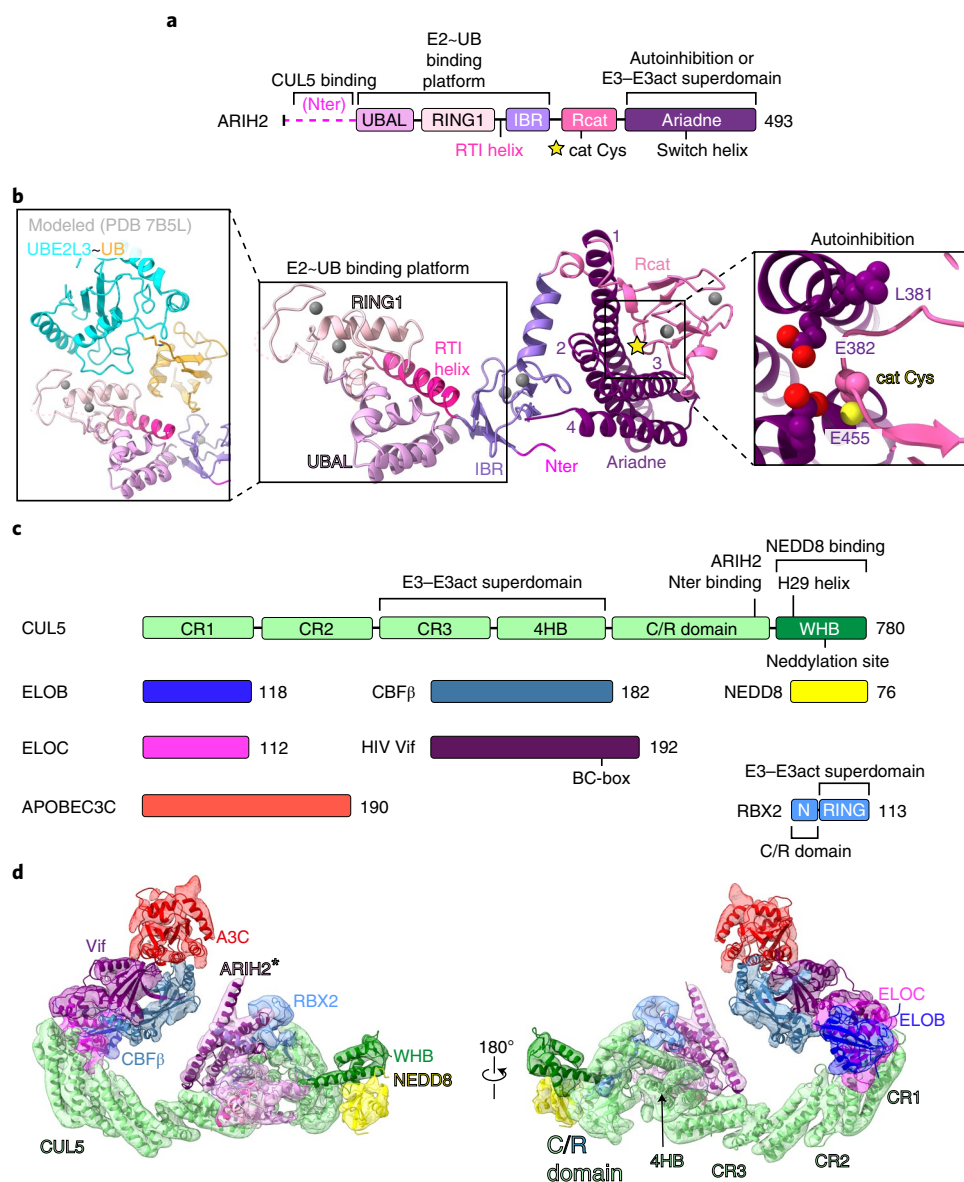 a
E2~UB
binding
platform
CUL5 binding
(Nter)
Autoinhibition or
E3–E3act superdomain
ARIH2
UBAL
RING1
IBR
Rcat
Ariadne
493
RTI helix
cat Cys
Switch helix
b
Modeled (PDB 7B5L)
UBE2L3~UB
E2~UB binding platform
RING1
RTI
helix
UBAL
IBR
Nter
1
2
3
4
Rcat
Ariadne
Autoinhibition
L381
E382
cat Cys
E455
c
E3–E3act superdomain
ARIH2
Nter binding
NEDD8 binding
H29 helix
CUL5
CR1
CR2
CR3
4HB
C/R domain
WHB
780
Neddylation site
ELOB
118
CBFβ
182
NEDD8
76
ELOC
112
HIV Vif
192
BC-box
APOBEC3C
190
E3–E3act superdomain
RBX2
N
RING
113
C/R domain
d
A3C
Vif
ARIH2*
RBX2
CBFβ
WHB
NEDD8
CUL5
180°
ELOC
ELOB
CR1
C/R
domain
4HB
CR3
CR2